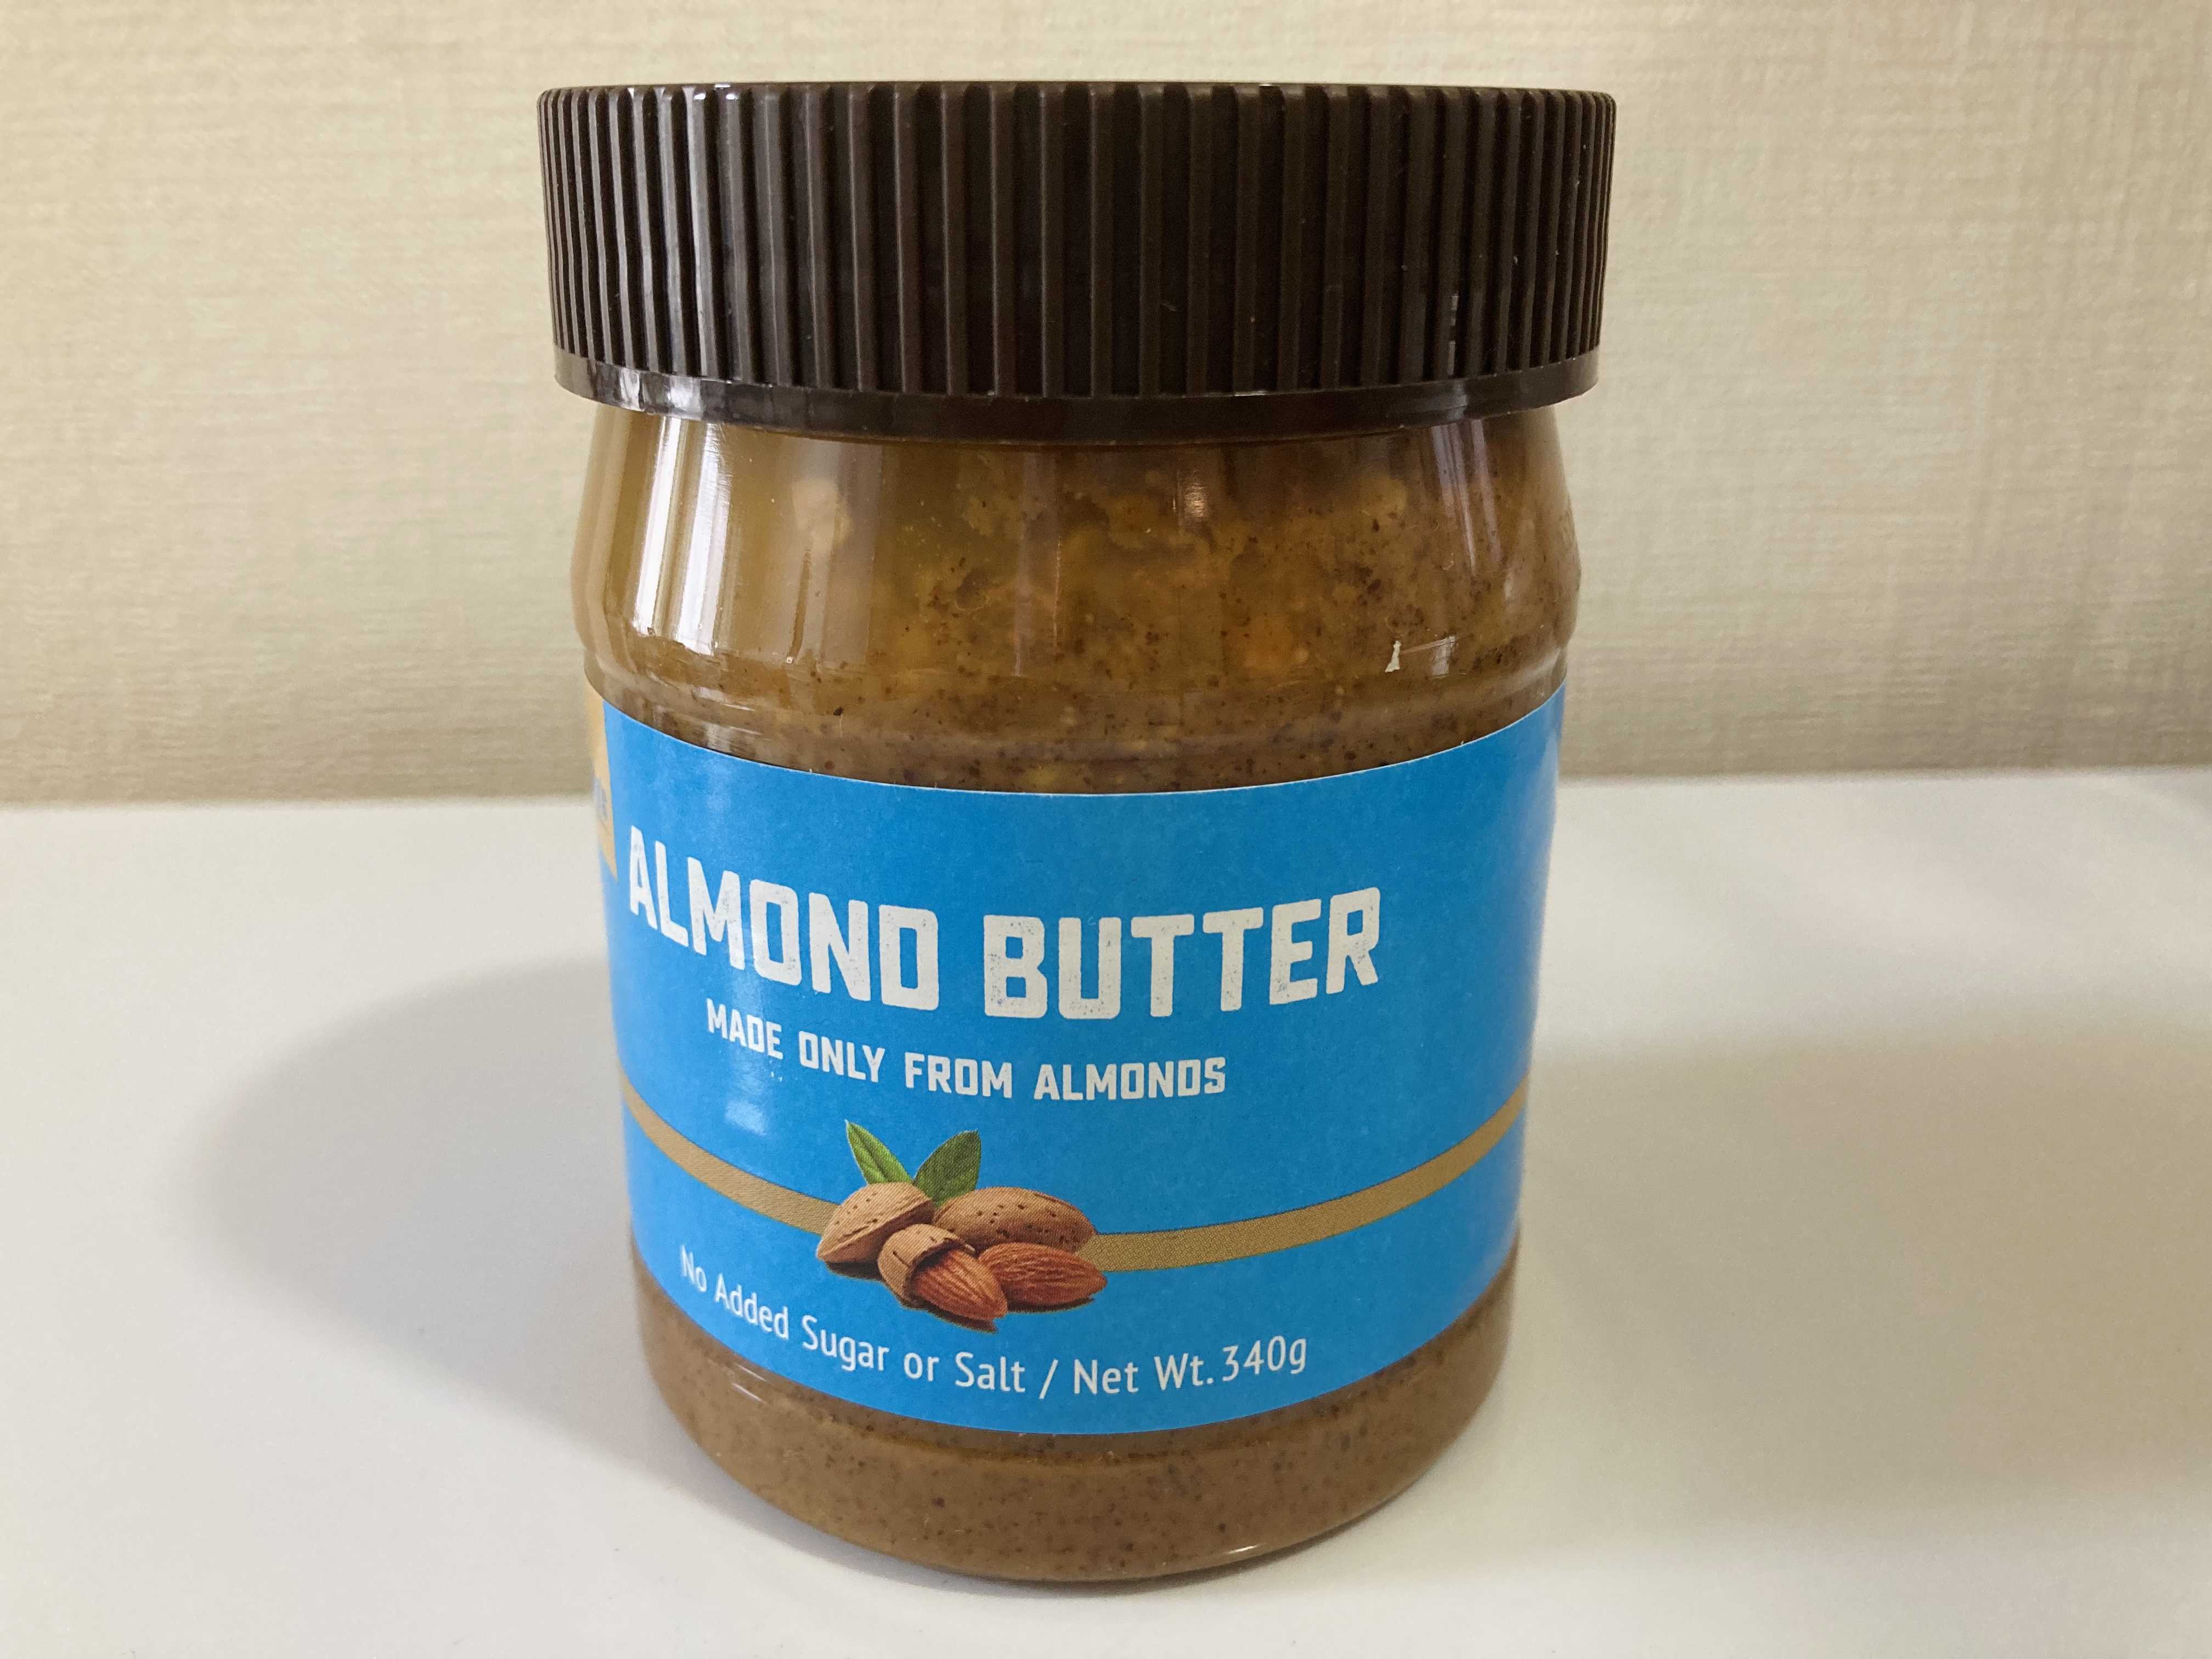 ALMOND BUTTER
MADE ONLY FROM ALMONDS
No Added Sugar or Salt / Net Wt. 340g